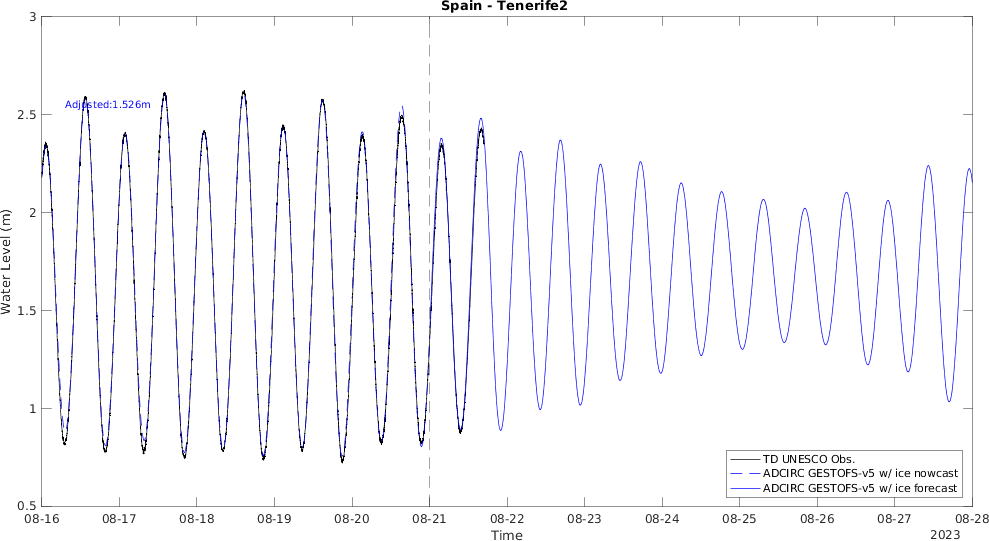 Spain - Tenerife2
3
Adjusted:1.526m
2.5
2
Water Level (m)
1.5
1
0.5
TD UNESCO Obs.
ADCIRC GESTOFS-v5 w/ ice nowcast
ADCIRC GESTOFS-v5 w/ ice forecast
08-16 08-17 08-18 08-19 08-20 08-21 08-22 08-23 08-24 08-25 08-26 08-27 08-28
Time
2023